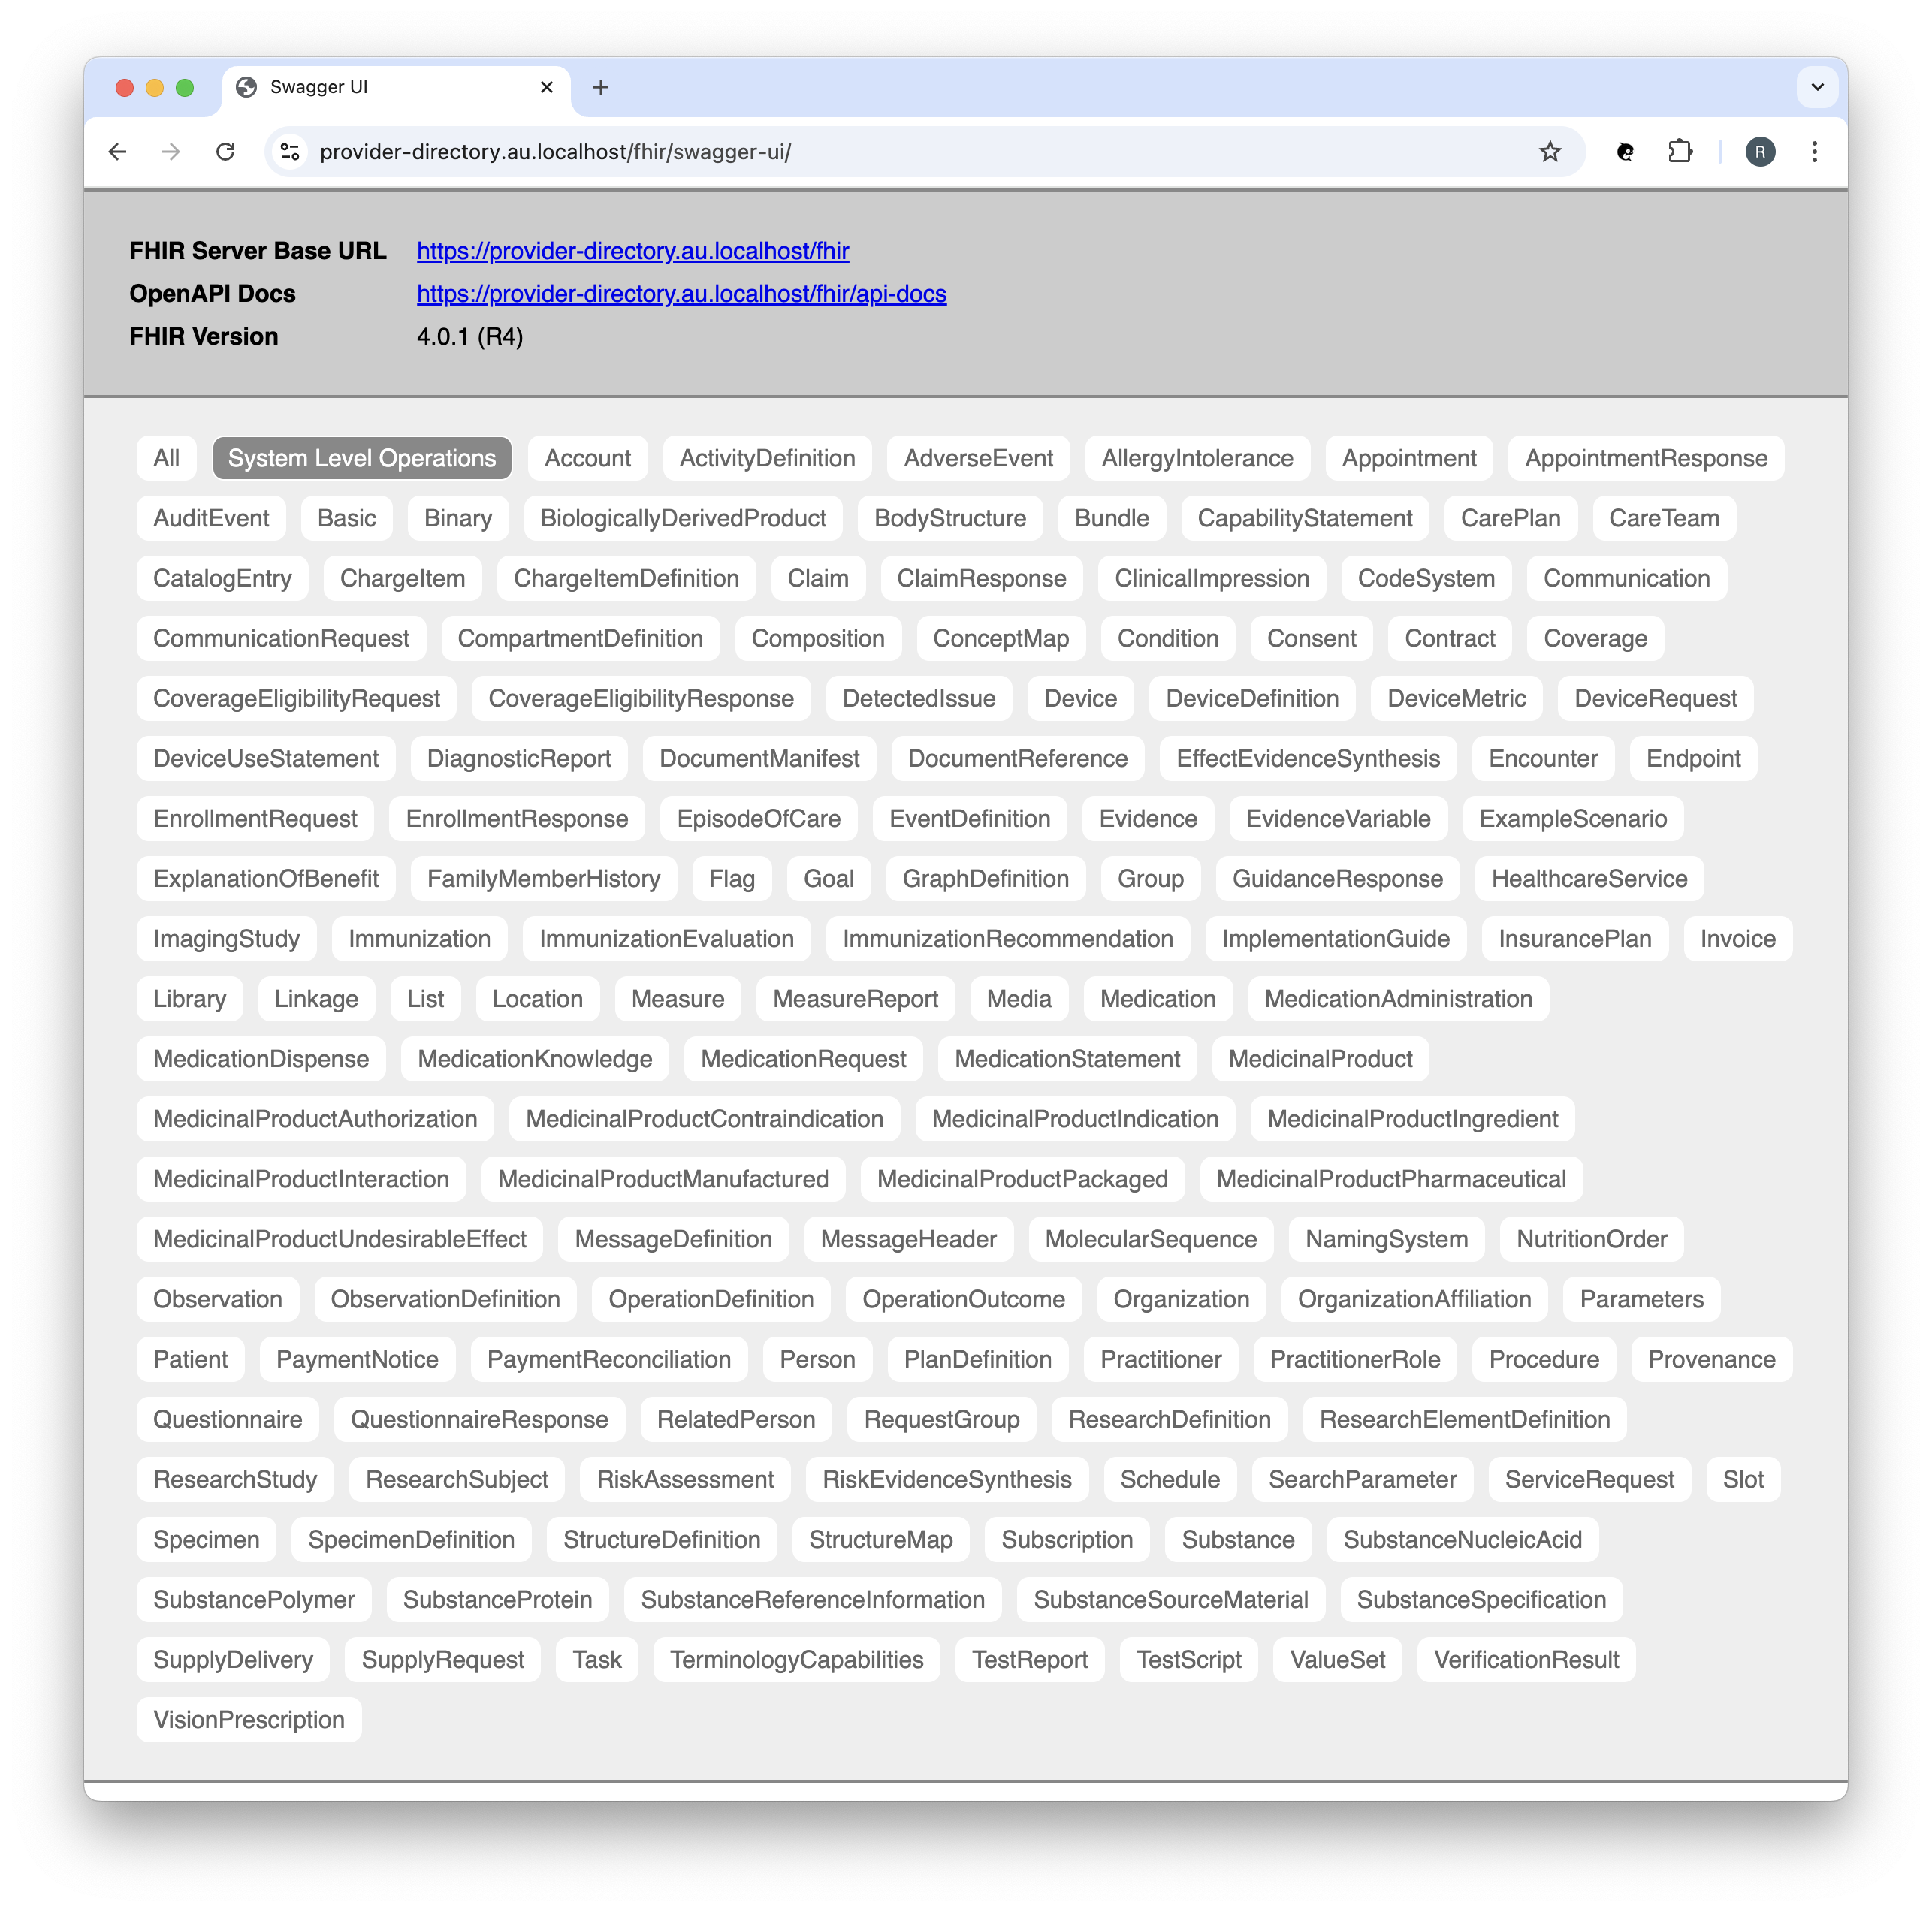 Swagger UI
provider-directory.au.localhost/fhir/swagger-ui/
R
FHIR Server Base URL https://provider-directory.au.localhost/fhir
OpenAPI Docs https://provider-directory.au.localhost/fhir/api-docs
FHIR Version 4.0.1 (R4)
All System Level Operations Account ActivityDefinition AdverseEvent AllergyIntolerance Appointment AppointmentResponse
AuditEvent Basic Binary BiologicallyDerivedProduct BodyStructure Bundle CapabilityStatement CarePlan CareTeam
CatalogEntry ChargeItem ChargeItemDefinition Claim ClaimResponse ClinicalImpression CodeSystem Communication
CommunicationRequest CompartmentDefinition Composition ConceptMap Condition Consent Contract Coverage
CoverageEligibilityRequest CoverageEligibilityResponse DetectedIssue Device DeviceDefinition DeviceMetric DeviceRequest
DeviceUseStatement DiagnosticReport DocumentManifest DocumentReference EffectEvidenceSynthesis Encounter Endpoint
EnrollmentRequest EnrollmentResponse EpisodeOfCare EventDefinition Evidence EvidenceVariable ExampleScenario
ExplanationOfBenefit FamilyMemberHistory Flag Goal GraphDefinition Group GuidanceResponse HealthcareService
ImagingStudy Immunization ImmunizationEvaluation ImmunizationRecommendation ImplementationGuide InsurancePlan Invoice
Library Linkage List Location Measure MeasureReport Media Medication MedicationAdministration
MedicationDispense MedicationKnowledge MedicationRequest MedicationStatement MedicinalProduct
MedicinalProductAuthorization MedicinalProductContraindication MedicinalProductIndication MedicinalProductIngredient
MedicinalProductInteraction MedicinalProductManufactured MedicinalProductPackaged MedicinalProductPharmaceutical
MedicinalProductUndesirableEffect MessageDefinition MessageHeader MolecularSequence NamingSystem NutritionOrder
Observation ObservationDefinition OperationDefinition OperationOutcome Organization OrganizationAffiliation Parameters
Patient PaymentNotice PaymentReconciliation Person PlanDefinition Practitioner PractitionerRole Procedure Provenance
Questionnaire QuestionnaireResponse RelatedPerson RequestGroup ResearchDefinition ResearchElementDefinition
ResearchStudy ResearchSubject RiskAssessment RiskEvidenceSynthesis Schedule SearchParameter ServiceRequest Slot
Specimen SpecimenDefinition StructureDefinition StructureMap Subscription Substance SubstanceNucleicAcid
SubstancePolymer SubstanceProtein SubstanceReferenceInformation SubstanceSourceMaterial SubstanceSpecification
SupplyDelivery SupplyRequest Task TerminologyCapabilities TestReport TestScript ValueSet VerificationResult
VisionPrescription